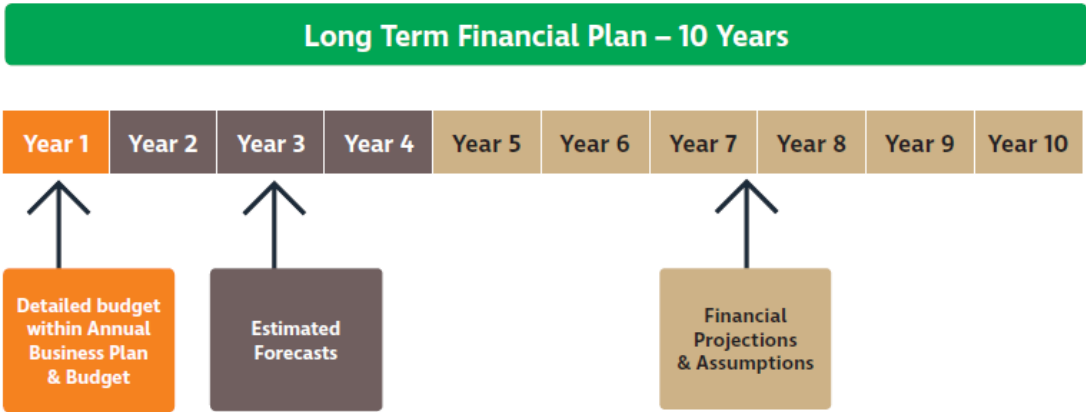 Long Term Financial Plan – 10 Years
Year 1
Year 2
Year 3
Year 4
Year 5
Year 6
Year 7
Year 8
Year 9
Year 10
Detailed budget
within Annual
Business Plan
& Budget
Estimated
Forecasts
Financial
Projections
& Assumptions